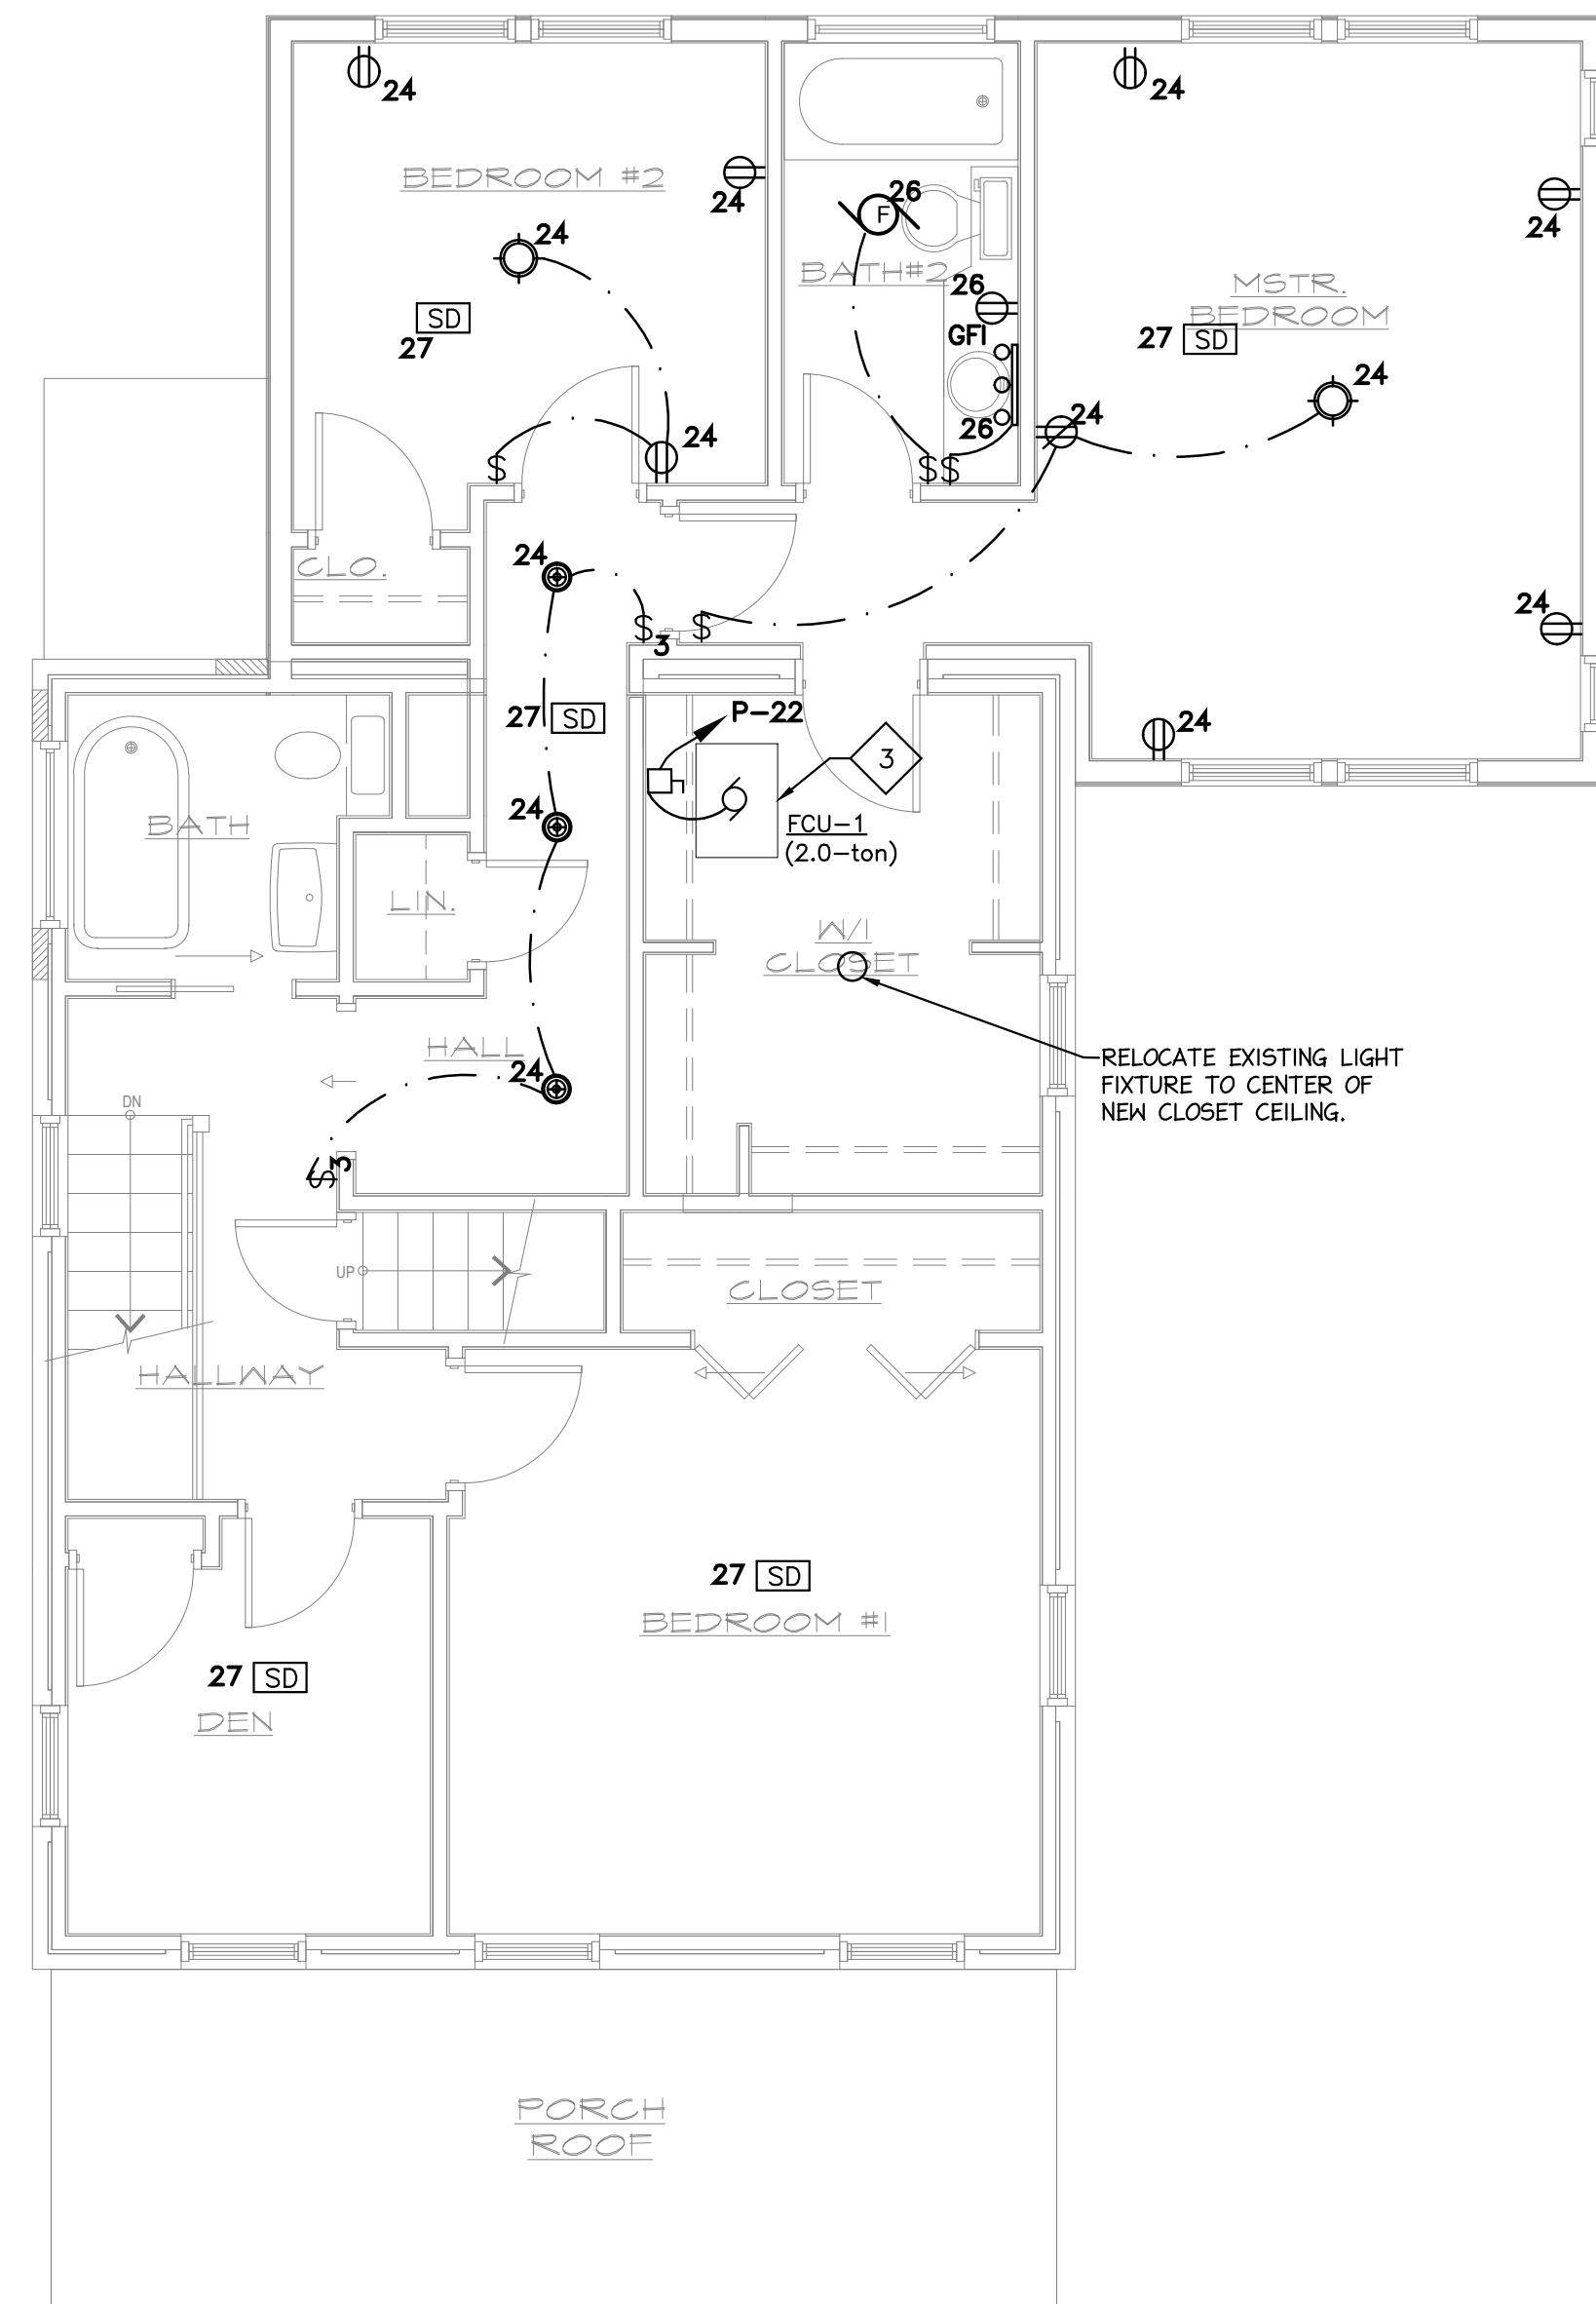 24
24
BEDROOM #2
24
24
SD
27
24
$
CLO.
26
F
BATH#2
26
GFI
26
$ $
24
24
MSTR.
BEDROOM
27 SD
24
24
24
24
24
$ 3
$
27 SD
P-22
3
FCU-1
(2.0-ton)
BATH
24
LIN.
W/I
CLOSET
HALL
24
RELOCATE EXISTING LIGHT
FIXTURE TO CENTER OF
NEW CLOSET CEILING.
DN
$ 3
UP
CLOSET
HALLWAY
27 SD
BEDROOM #1
27 SD
DEN
PORCH
ROOF